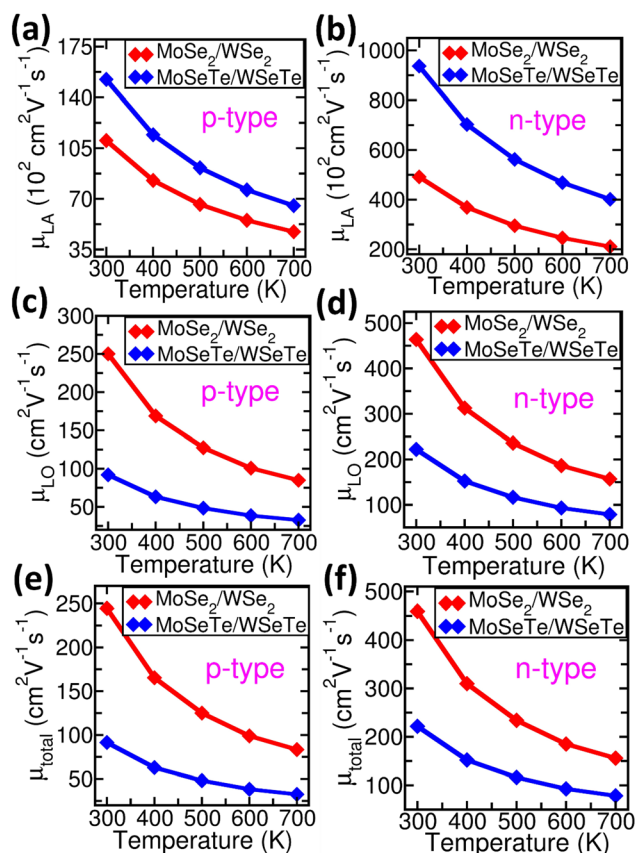 (a)
175
140
105
70
35
μLA (10² cm²V⁻¹s⁻¹)
MoSe₂/WSe₂
MoSeTe/WSeTe
p-type
300 400 500 600 700
Temperature (K)
(b)
1000
800
600
400
200
μLA (10² cm²V⁻¹s⁻¹)
MoSe₂/WSe₂
MoSeTe/WSeTe
n-type
300 400 500 600 700
Temperature (K)
(c)
300
250
200
150
100
50
μLO (cm²V⁻¹s⁻¹)
MoSe₂/WSe₂
MoSeTe/WSeTe
p-type
300 400 500 600 700
Temperature (K)
(d)
500
400
300
200
100
μLO (cm²V⁻¹s⁻¹)
MoSe₂/WSe₂
MoSeTe/WSeTe
n-type
300 400 500 600 700
Temperature (K)
(e)
250
200
150
100
50
μtotal (cm²V⁻¹s⁻¹)
MoSe₂/WSe₂
MoSeTe/WSeTe
p-type
300 400 500 600 700
Temperature (K)
(f)
500
400
300
200
100
μtotal (cm²V⁻¹s⁻¹)
MoSe₂/WSe₂
MoSeTe/WSeTe
n-type
300 400 500 600 700
Temperature (K)